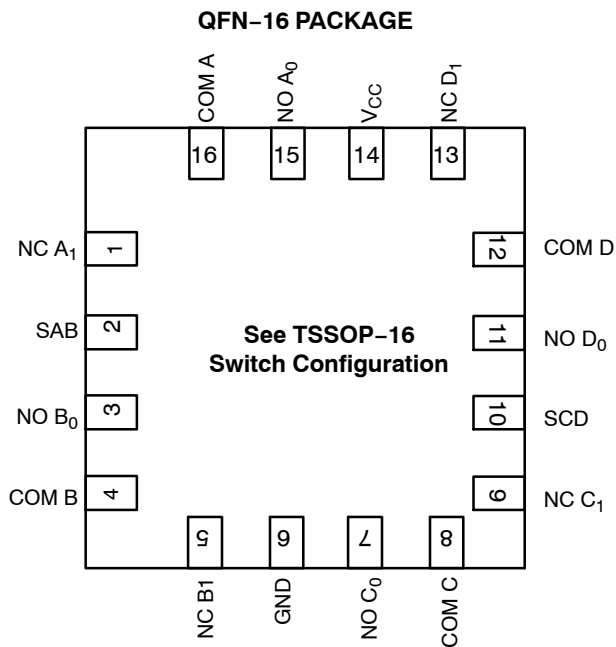 QFN−16 PACKAGE
COM A
NO A₀
V_CC
NC D₁
16
15
14
13
NC A₁
1
12
COM D
SAB
2
See TSSOP−16
Switch Configuration
11
NO D₀
NO B₀
3
10
SCD
COM B
4
9
NC C₁
5
6
7
8
NC B1
GND
NO C₀
COM C